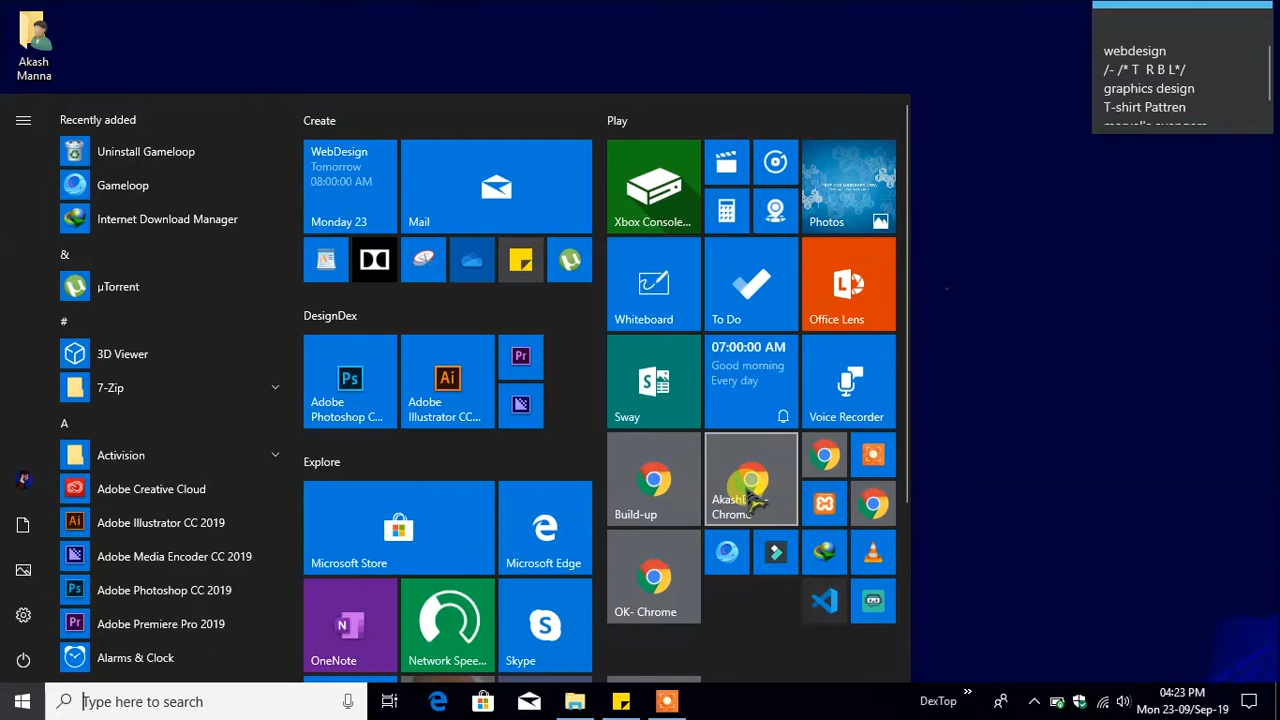 Akash
Manna
webdesign
/- /* T R B L*/
graphics design
T-shirt Pattren
Recently added
Uninstall Gameloop
Gameloop
Internet Download Manager
&
µTorrent
#
3D Viewer
7-Zip
A
Activision
Adobe Creative Cloud
Adobe Illustrator CC 2019
Adobe Media Encoder CC 2019
Adobe Photoshop CC 2019
Adobe Premiere Pro 2019
Alarms & Clock
Create
WebDesign
Tomorrow
08:00:00 AM
Monday 23
Mail
DesignDex
Ps
Adobe
Photoshop C...
Ai
Adobe
Illustrator CC...
Pr
Explore
Microsoft Store
Microsoft Edge
OneNote
Network Spee...
Skype
Play
Xbox Console...
Photos
Whiteboard
To Do
Office Lens
Sway
07:00:00 AM
Good morning
Every day
Voice Recorder
Build-up
Chrome
OK- Chrome
Type here to search
DexTop
04:23 PM
Mon 23-09/Sep-19